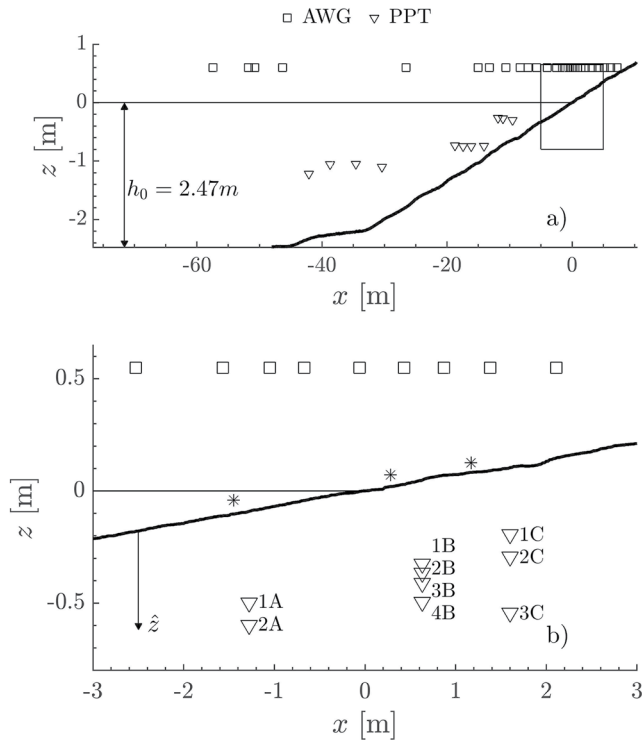 □ AWG ▽ PPT
1
0
-1
-2
z [m]
h₀ = 2.47m
a)
-60 -40 -20 0
x [m]
0.5
0
-0.5
z [m]
1B 1C
2B 2C
3B
1A
4B 3C
2A
ẑ
b)
-3 -2 -1 0 1 2 3
x [m]